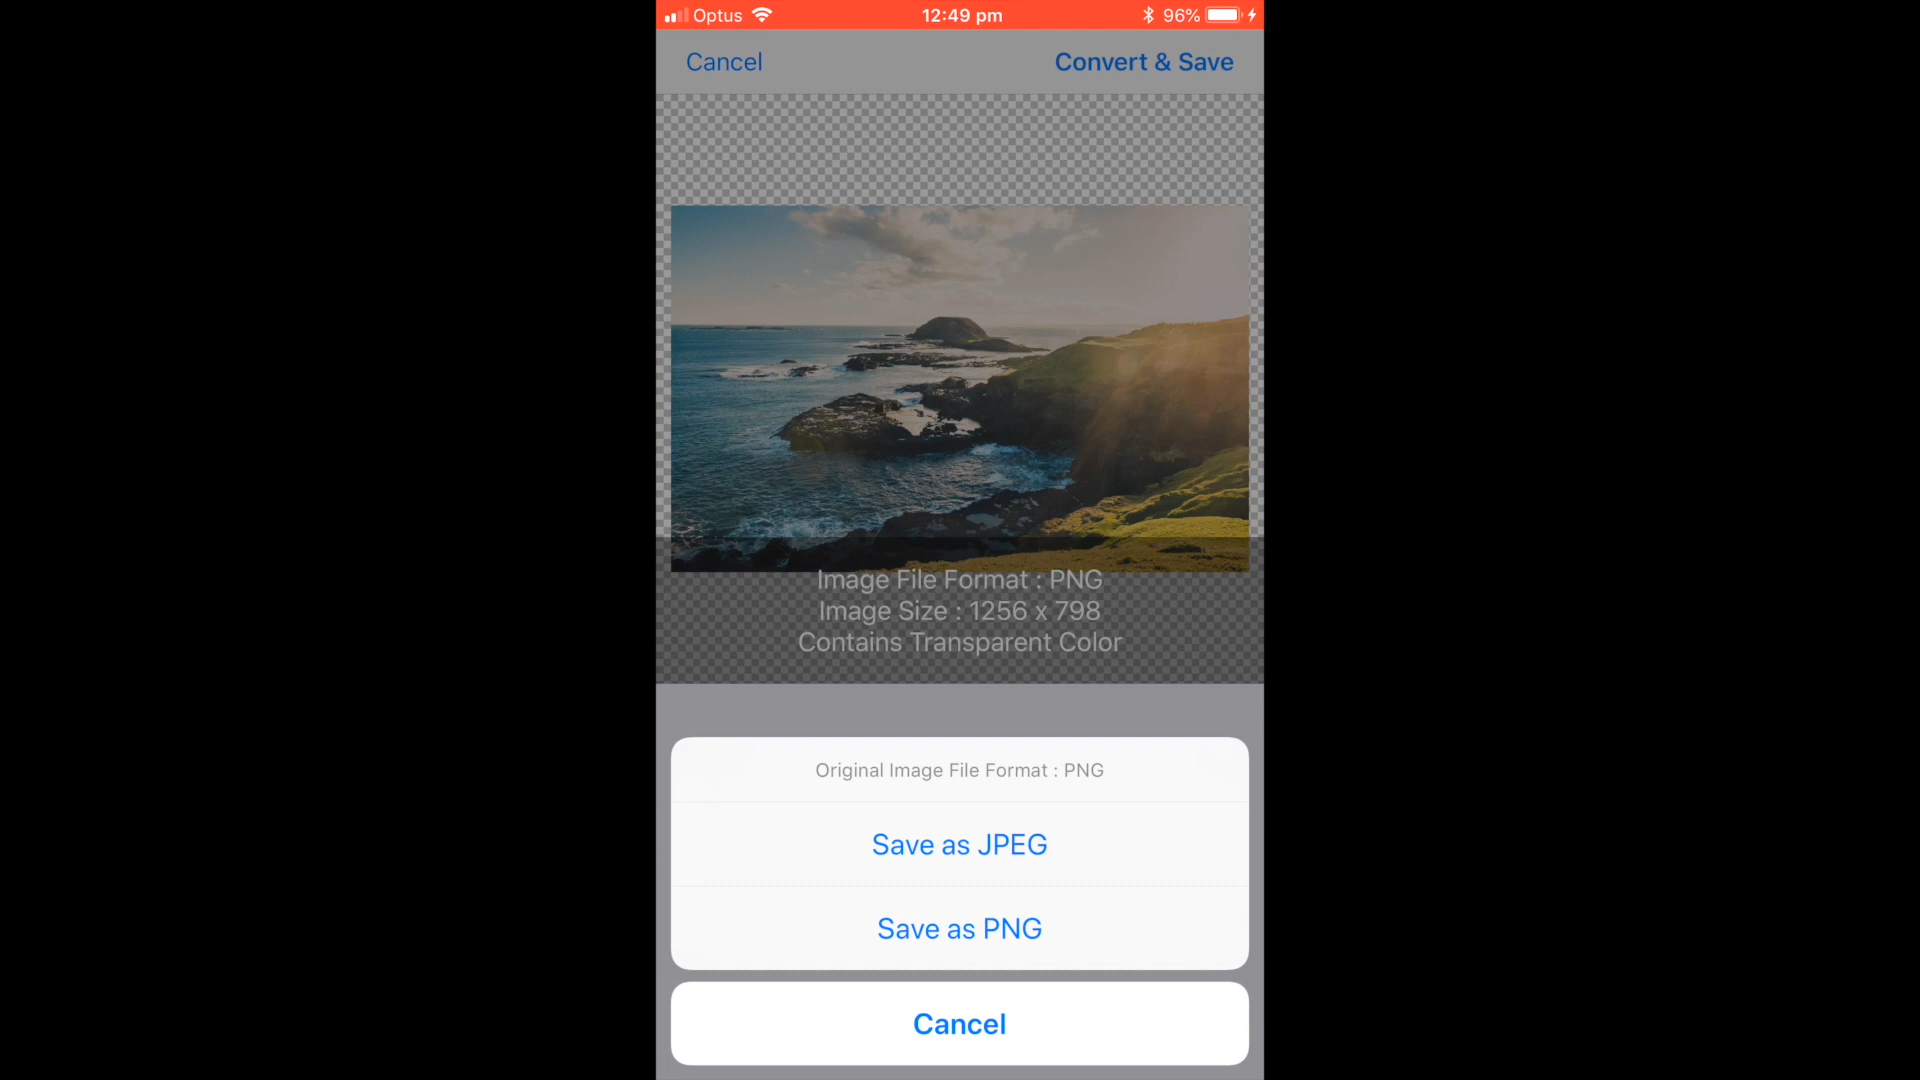 Optus 12:49 pm 96%
Cancel Convert & Save
Image File Format : PNG
Image Size : 1256 x 798
Contains Transparent Color
Original Image File Format : PNG
Save as JPEG
Save as PNG
Cancel